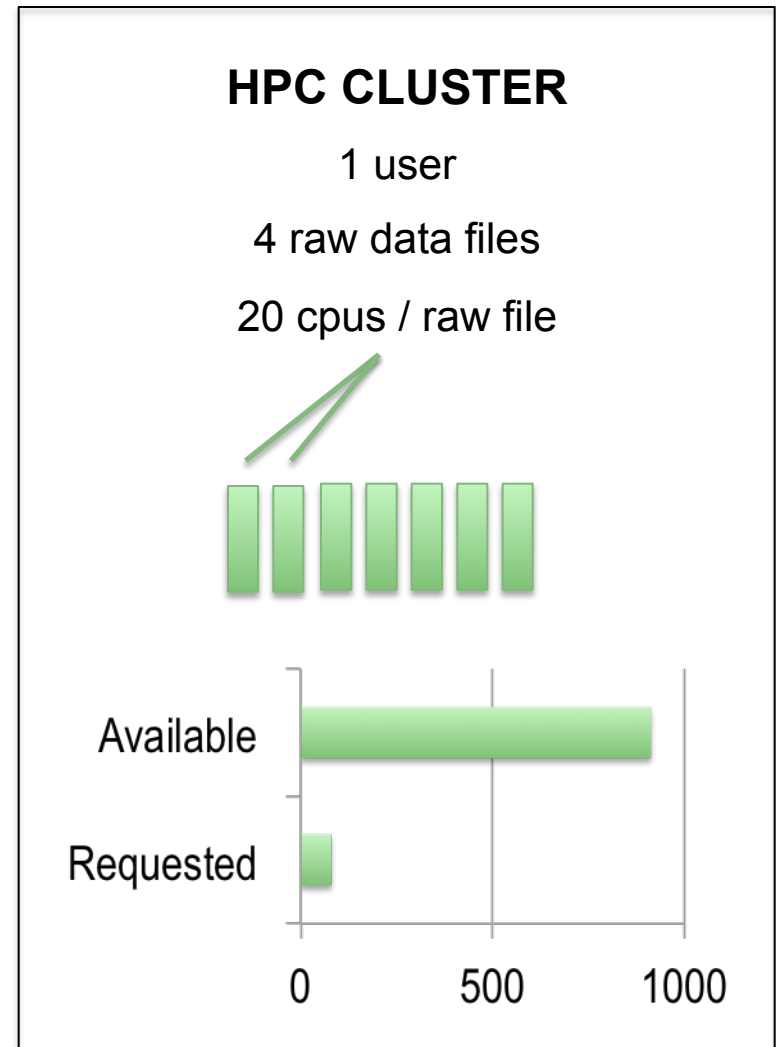 HPC CLUSTER
1 user
4 raw data files
20 cpus / raw file
Available
Requested
0 500 1000